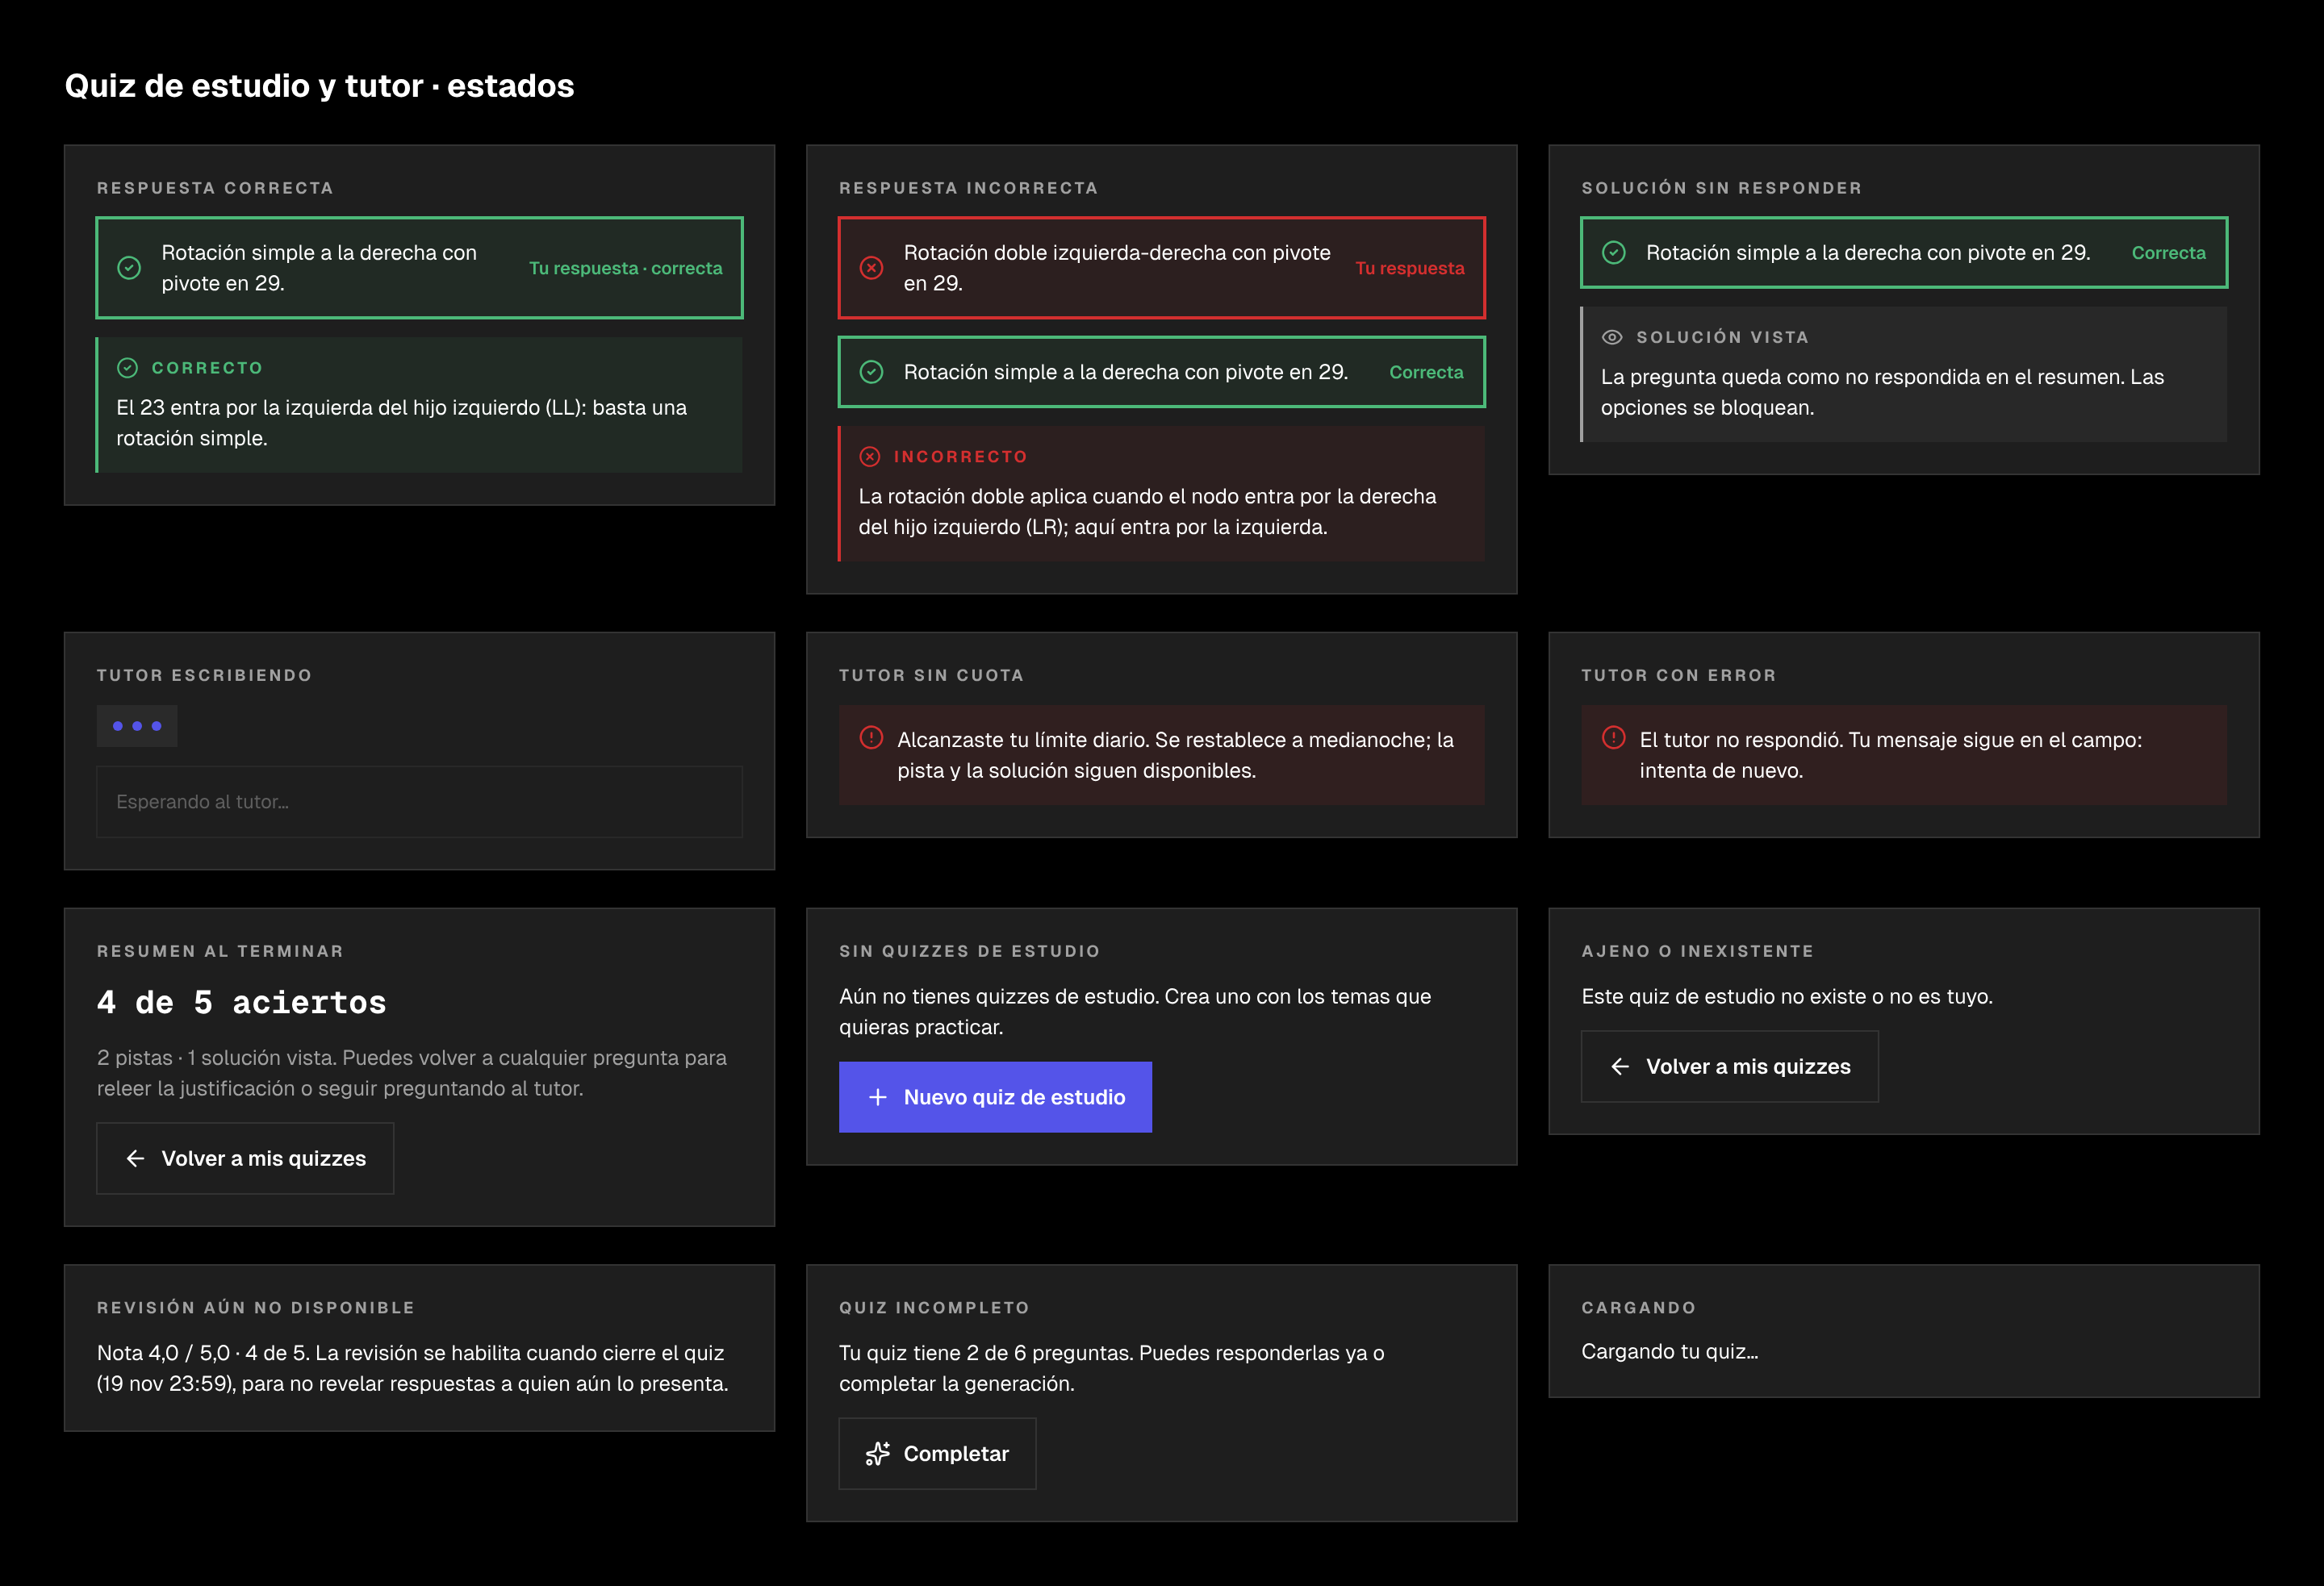 Quiz de estudio y tutor · estados
RESPUESTA CORRECTA
Rotación simple a la derecha con
pivote en 29.
Tu respuesta · correcta
CORRECTO
El 23 entra por la izquierda del hijo izquierdo (LL): basta una
rotación simple.
RESPUESTA INCORRECTA
Rotación doble izquierda-derecha con pivote
en 29.
Tu respuesta
Rotación simple a la derecha con pivote en 29.
Correcta
INCORRECTO
La rotación doble aplica cuando el nodo entra por la derecha
del hijo izquierdo (LR); aquí entra por la izquierda.
SOLUCIÓN SIN RESPONDER
Rotación simple a la derecha con pivote en 29.
Correcta
SOLUCIÓN VISTA
La pregunta queda como no respondida en el resumen. Las
opciones se bloquean.
TUTOR ESCRIBIENDO
Esperando al tutor…
TUTOR SIN CUOTA
Alcanzaste tu límite diario. Se restablece a medianoche; la
pista y la solución siguen disponibles.
TUTOR CON ERROR
El tutor no respondió. Tu mensaje sigue en el campo:
intenta de nuevo.
RESUMEN AL TERMINAR
4 de 5 aciertos
2 pistas · 1 solución vista. Puedes volver a cualquier pregunta para
releer la justificación o seguir preguntando al tutor.
Volver a mis quizzes
SIN QUIZZES DE ESTUDIO
Aún no tienes quizzes de estudio. Crea uno con los temas que
quieras practicar.
Nuevo quiz de estudio
AJENO O INEXISTENTE
Este quiz de estudio no existe o no es tuyo.
Volver a mis quizzes
REVISIÓN AÚN NO DISPONIBLE
Nota 4,0 / 5,0 · 4 de 5. La revisión se habilita cuando cierre el quiz
(19 nov 23:59), para no revelar respuestas a quien aún lo presenta.
QUIZ INCOMPLETO
Tu quiz tiene 2 de 6 preguntas. Puedes responderlas ya o
completar la generación.
Completar
CARGANDO
Cargando tu quiz…